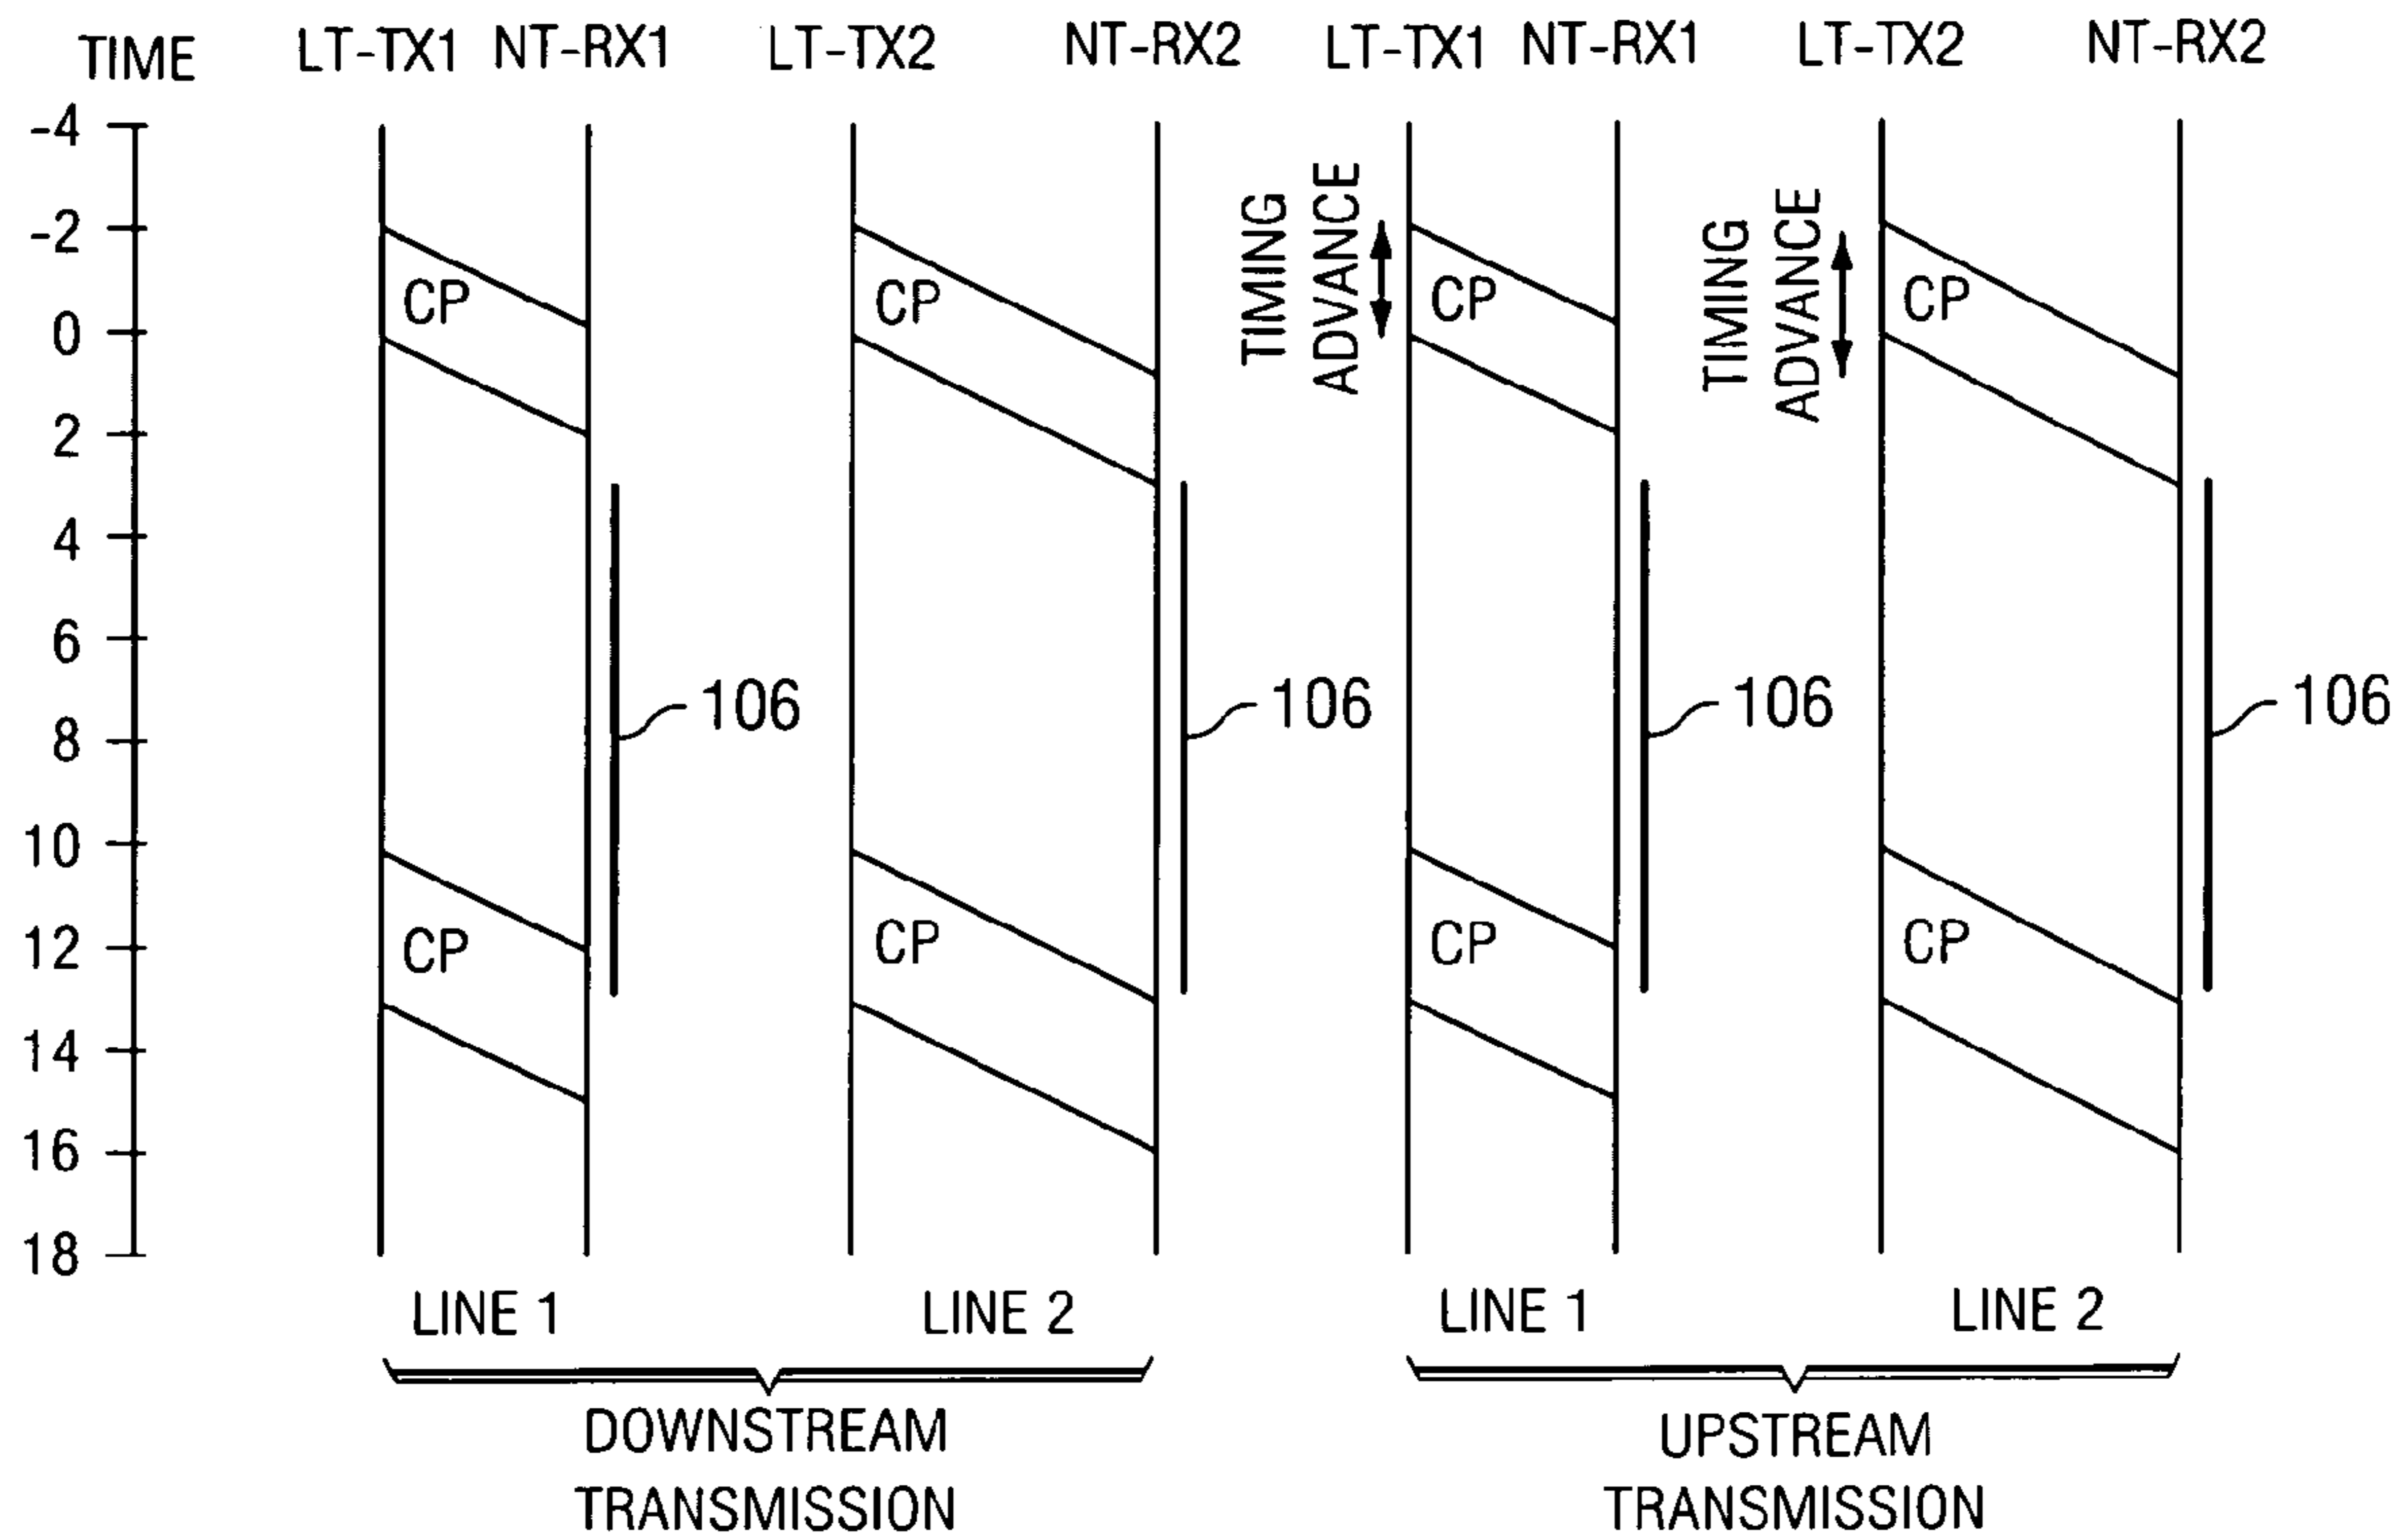 TIME LT-TX1 NT-RX1 LT-TX2 NT-RX2 LT-TX1 NT-RX1 LT-TX2 NT-RX2
-4
-2
0
2
4
6
8
10
12
14
16
18
CP CP CP CP
TIMING
ADVANCE
TIMING
ADVANCE
106 106 106 106
CP CP CP CP
LINE 1 LINE 2 LINE 1 LINE 2
DOWNSTREAM
TRANSMISSION
UPSTREAM
TRANSMISSION